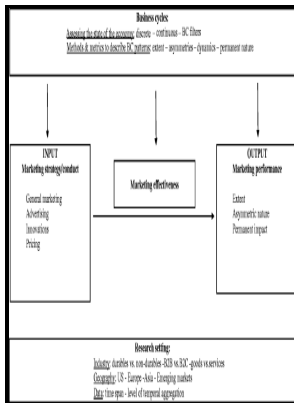 Business cycles:
Assessing the state of the economy: discrete – continuous – BC filters
Methods & metrics to describe BC patterns: extent – asymmetries – dynamics – permanent nature
INPUT
Marketing strategy/conduct
General marketing
Advertising
Innovations
Pricing
Marketing effectiveness
OUTPUT
Marketing performance
Extent
Asymmetric nature
Permanent impact
Research setting:
Industry: durables vs. non-durables -B2B vs.B2C -goods vs.services
Geography: US - Europe -Asia - Emerging markets
Data: time span - level of temporal aggregation